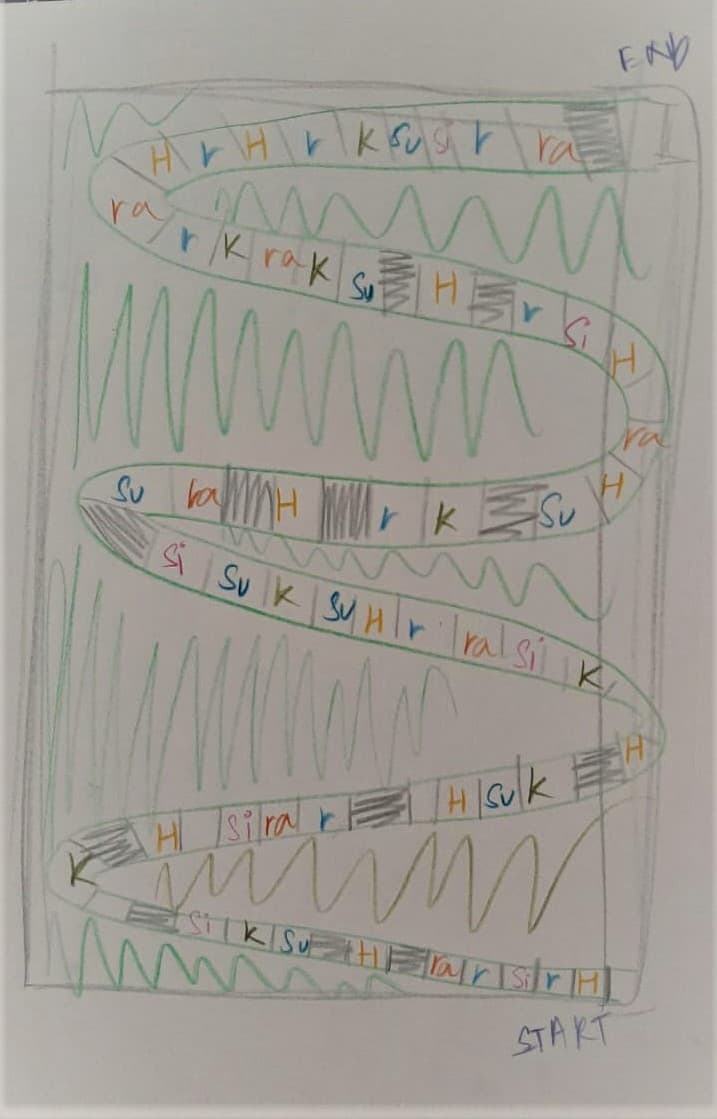 END
H r H r K Su Si r ra
ra r K ra K Su H r Si H
ra
H
Su ra H r K Su
Si Su K Su H r ra Si K
H
H Si ra r H Su K
K
Si K Su H ra r Si r H
START